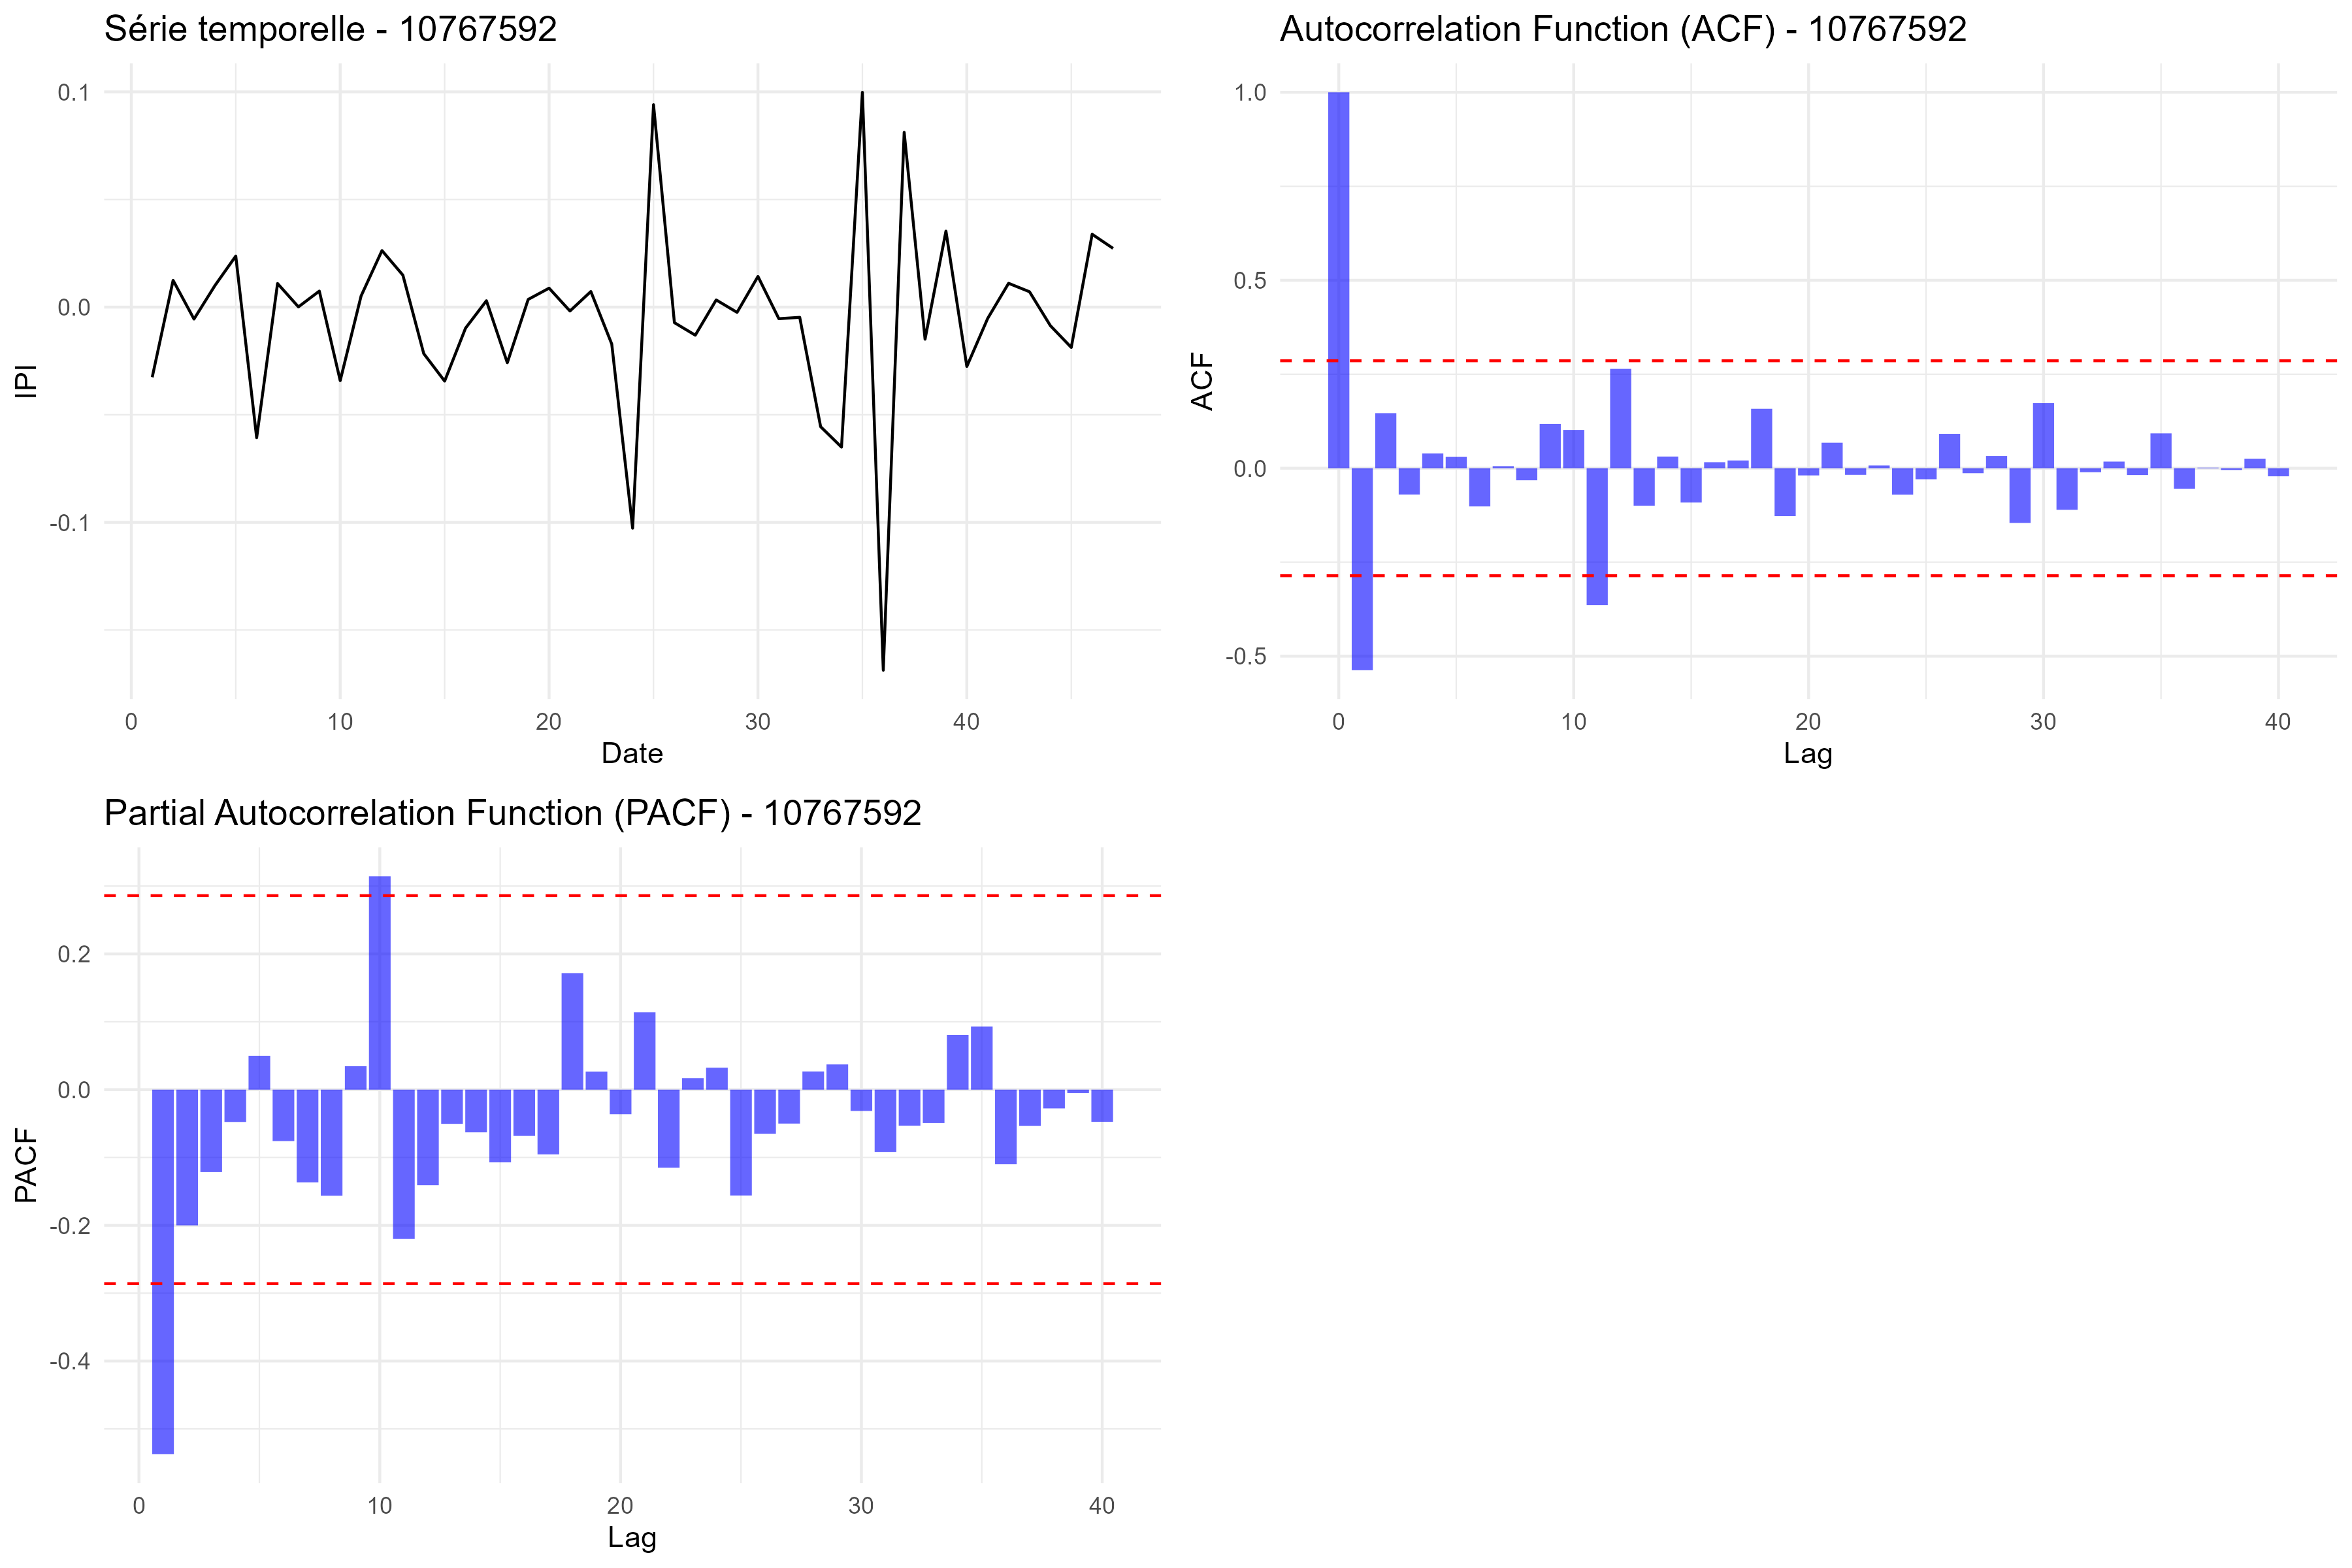 Série temporelle - 10767592
0.1
0.0
-0.1
IPI
0 10 20 30 40
Date
Autocorrelation Function (ACF) - 10767592
1.0
0.5
0.0
-0.5
ACF
0 10 20 30 40
Lag
Partial Autocorrelation Function (PACF) - 10767592
0.2
0.0
-0.2
-0.4
PACF
0 10 20 30 40
Lag